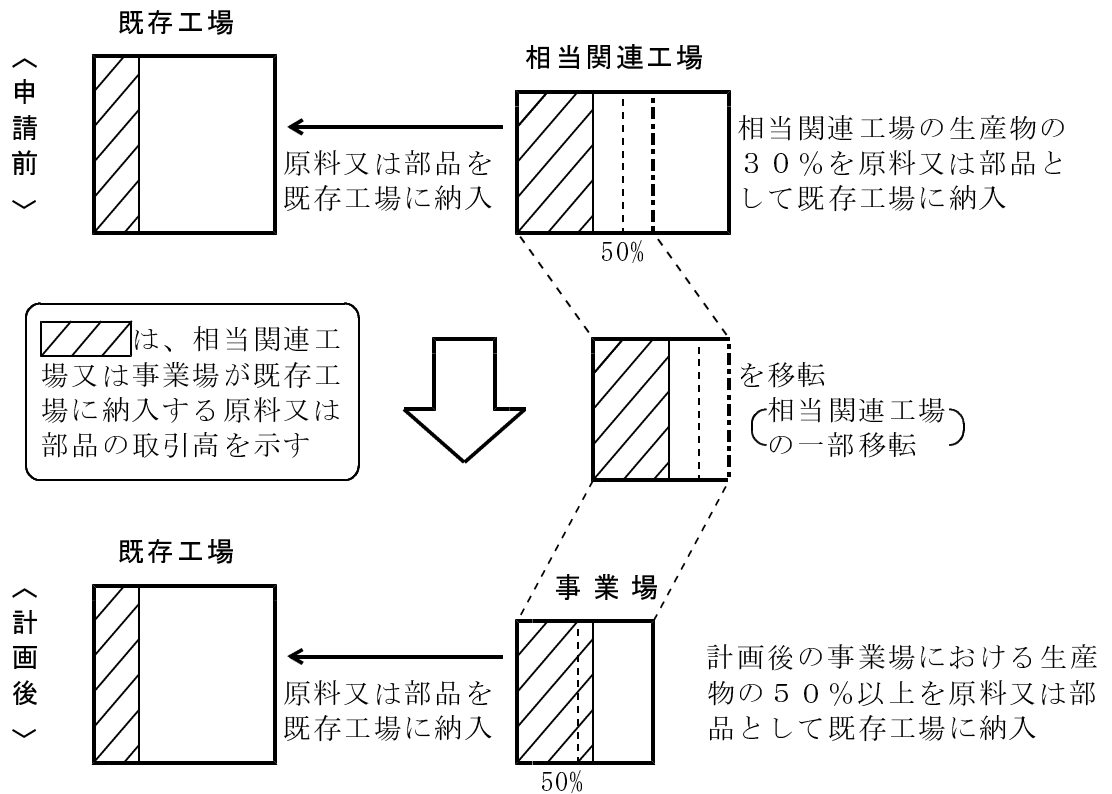 既存工場
相当関連工場
〈申請前〉
原料又は部品を
既存工場に納入
相当関連工場の生産物の
３０％を原料又は部品と
して既存工場に納入
50%
は、相当関連工
場又は事業場が既存工
場に納入する原料又は
部品の取引高を示す
を移転
（相当関連工場
の一部移転）
既存工場
事業場
〈計画後〉
原料又は部品を
既存工場に納入
計画後の事業場における生産
物の５０％以上を原料又は部
品として既存工場に納入
50%